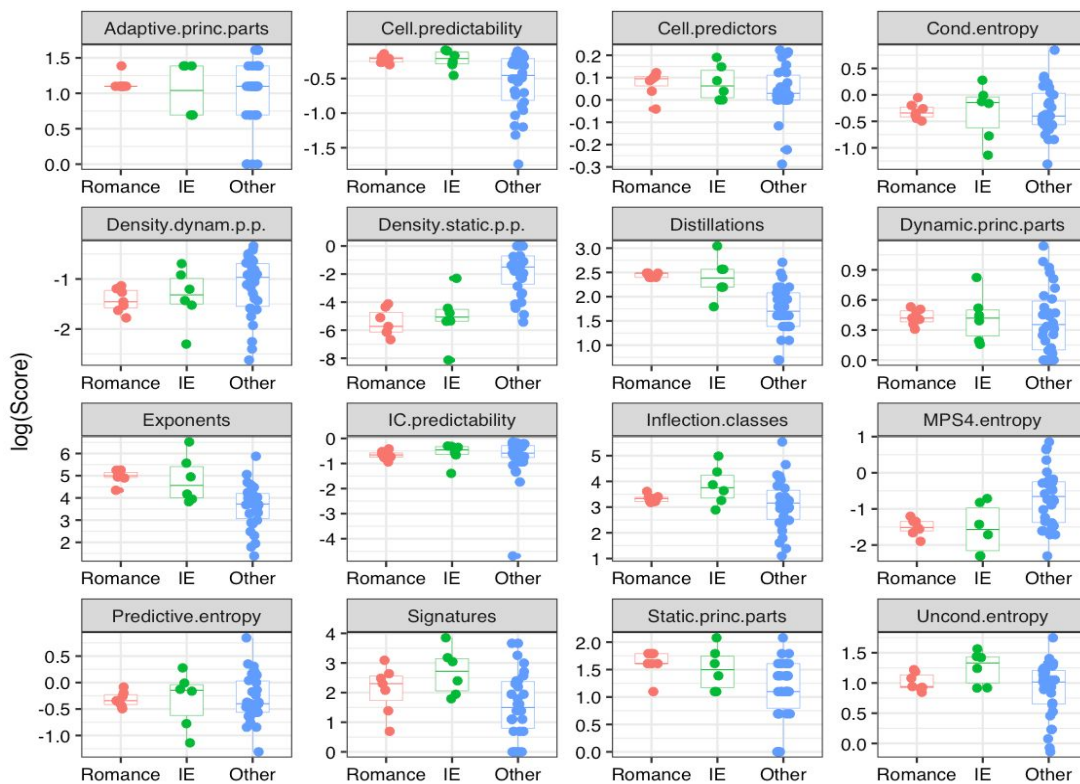 Adaptive.princ.parts Cell.predictability Cell.predictors Cond.entropy
1.5 1.0 0.5 0.0
-0.5 -1.0 -1.5
0.2 0.1 0.0 -0.1 -0.2 -0.3
0.5 0.0 -0.5 -1.0
Romance IE Other Romance IE Other Romance IE Other Romance IE Other
Density.dynam.p.p. Density.static.p.p. Distillations Dynamic.princ.parts
-1 -2
0 -2 -4 -6 -8
3.0 2.5 2.0 1.5 1.0
0.9 0.6 0.3 0.0
Romance IE Other Romance IE Other Romance IE Other Romance IE Other
log(Score)
Exponents IC.predictability Inflection.classes MPS4.entropy
6 5 4 3 2
0 -1 -2 -3 -4
5 4 3 2 1
1 0 -1 -2
Romance IE Other Romance IE Other Romance IE Other Romance IE Other
Predictive.entropy Signatures Static.princ.parts Uncond.entropy
0.5 0.0 -0.5 -1.0
4 3 2 1 0
2.0 1.5 1.0 0.5 0.0
1.5 1.0 0.5 0.0
Romance IE Other Romance IE Other Romance IE Other Romance IE Other